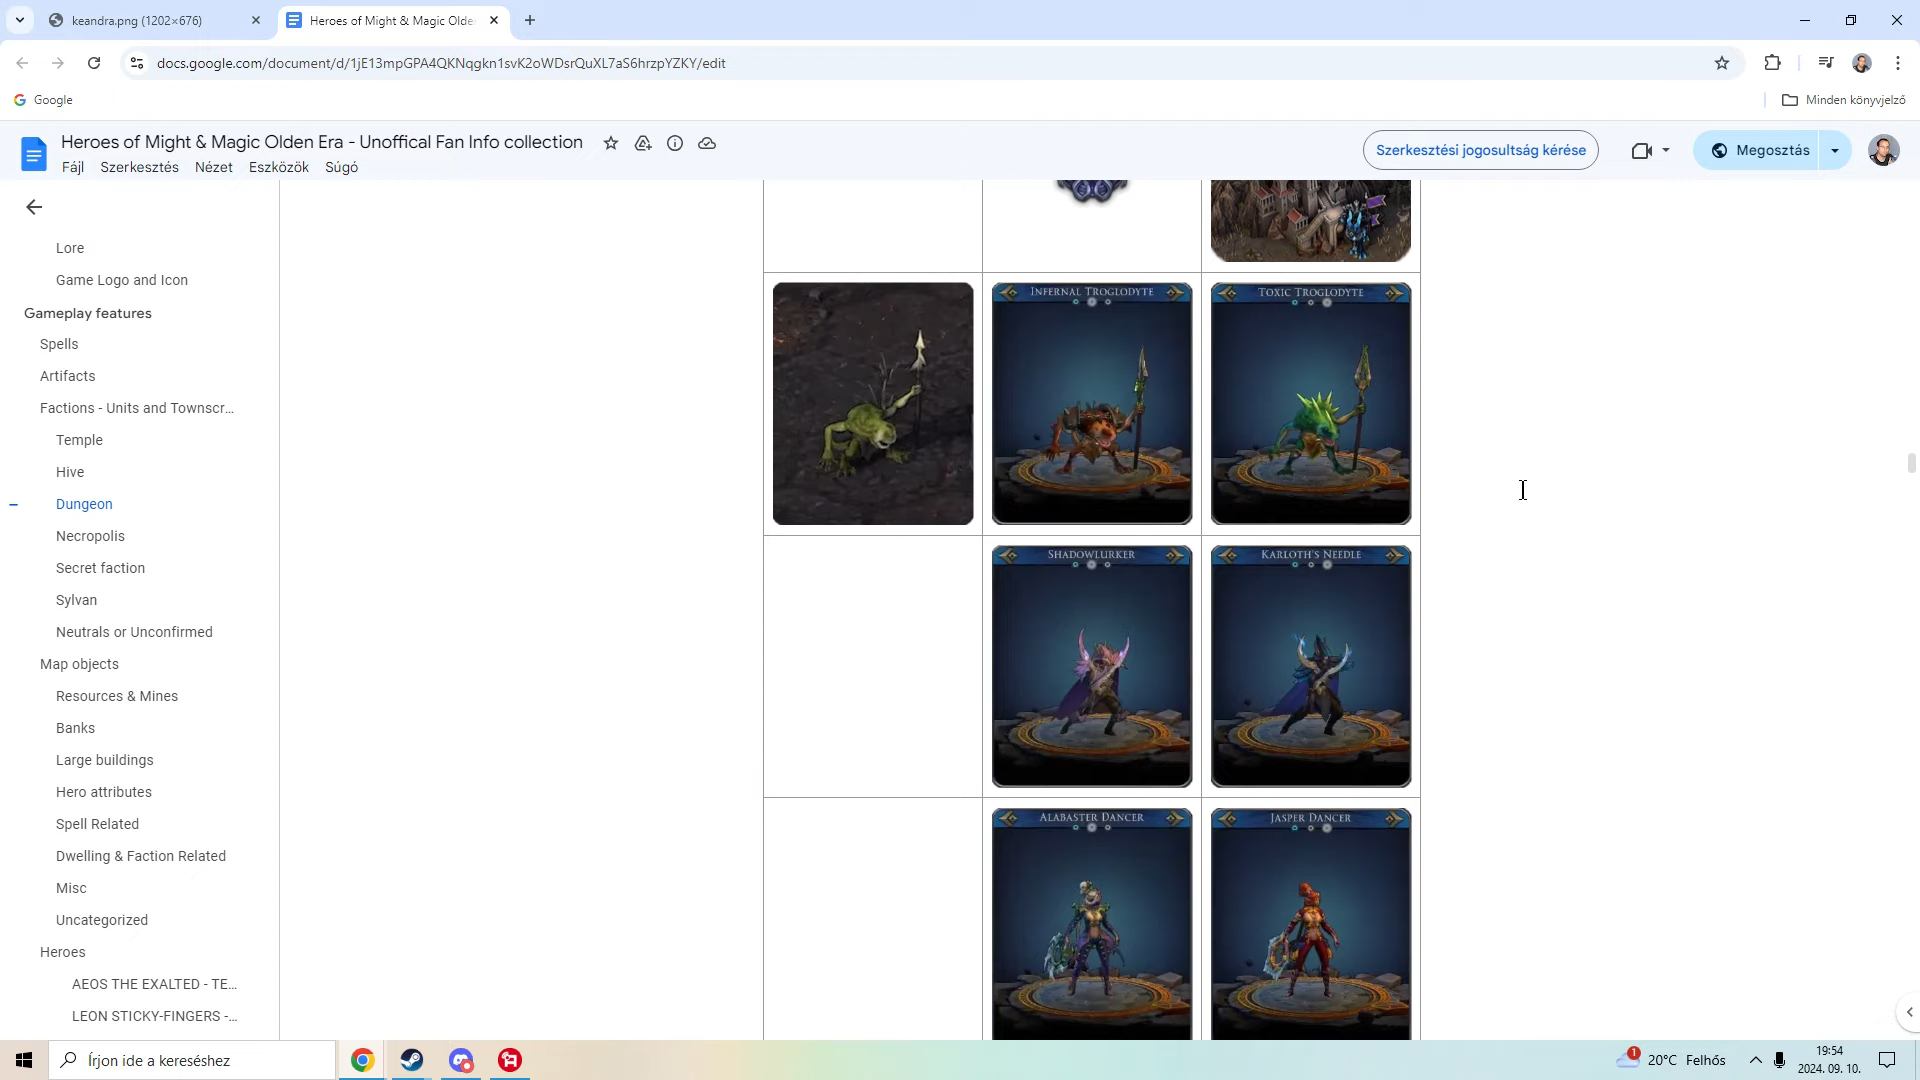 keandra.png (1202×676)
Heroes of Might & Magic Olde
docs.google.com/document/d/1jE13mpGPA4QKNqgkn1svK2oWDsrQuXL7aS6hrzpYZKY/edit
Google
Minden könyvjelző
Heroes of Might & Magic Olden Era - Unoffical Fan Info collection
Szerkesztési jogosultság kérése
Megosztás
Fájl Szerkesztés Nézet Eszközök Súgó
Lore
Game Logo and Icon
Gameplay features
Spells
Artifacts
Factions - Units and Townscr...
Temple
Hive
Dungeon
Necropolis
Secret faction
Sylvan
Neutrals or Unconfirmed
Map objects
Resources & Mines
Banks
Large buildings
Hero attributes
Spell Related
Dwelling & Faction Related
Misc
Uncategorized
Heroes
AEOS THE EXALTED - TE...
LEON STICKY-FINGERS -...
INFERNAL TROGLODYTE
TOXIC TROGLODYTE
SHADOWLURKER
KARLOTH'S NEEDLE
ALABASTER DANCER
JASPER DANCER
Írjon ide a kereséshez
1
20°C Felhős
19:54
2024. 09. 10.